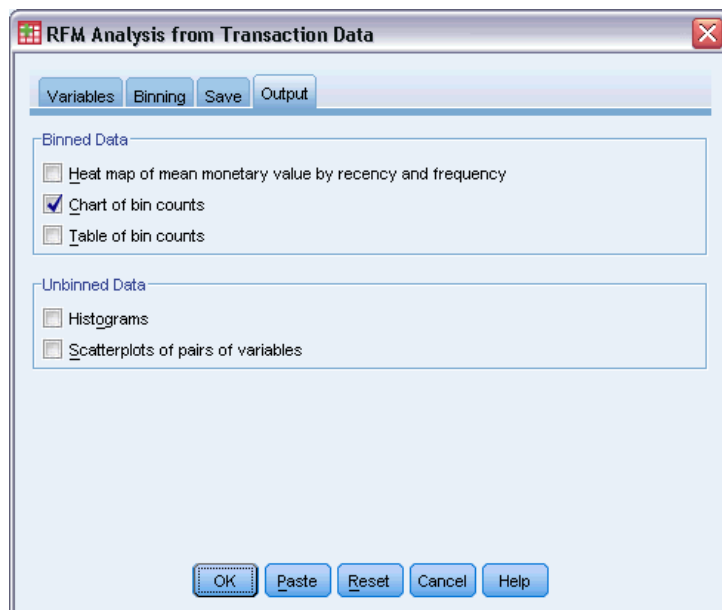 RFM Analysis from Transaction Data
Variables Binning Save Output
Binned Data
Heat map of mean monetary value by recency and frequency
Chart of bin counts
Table of bin counts
Unbinned Data
Histograms
Scatterplots of pairs of variables
OK Paste Reset Cancel Help